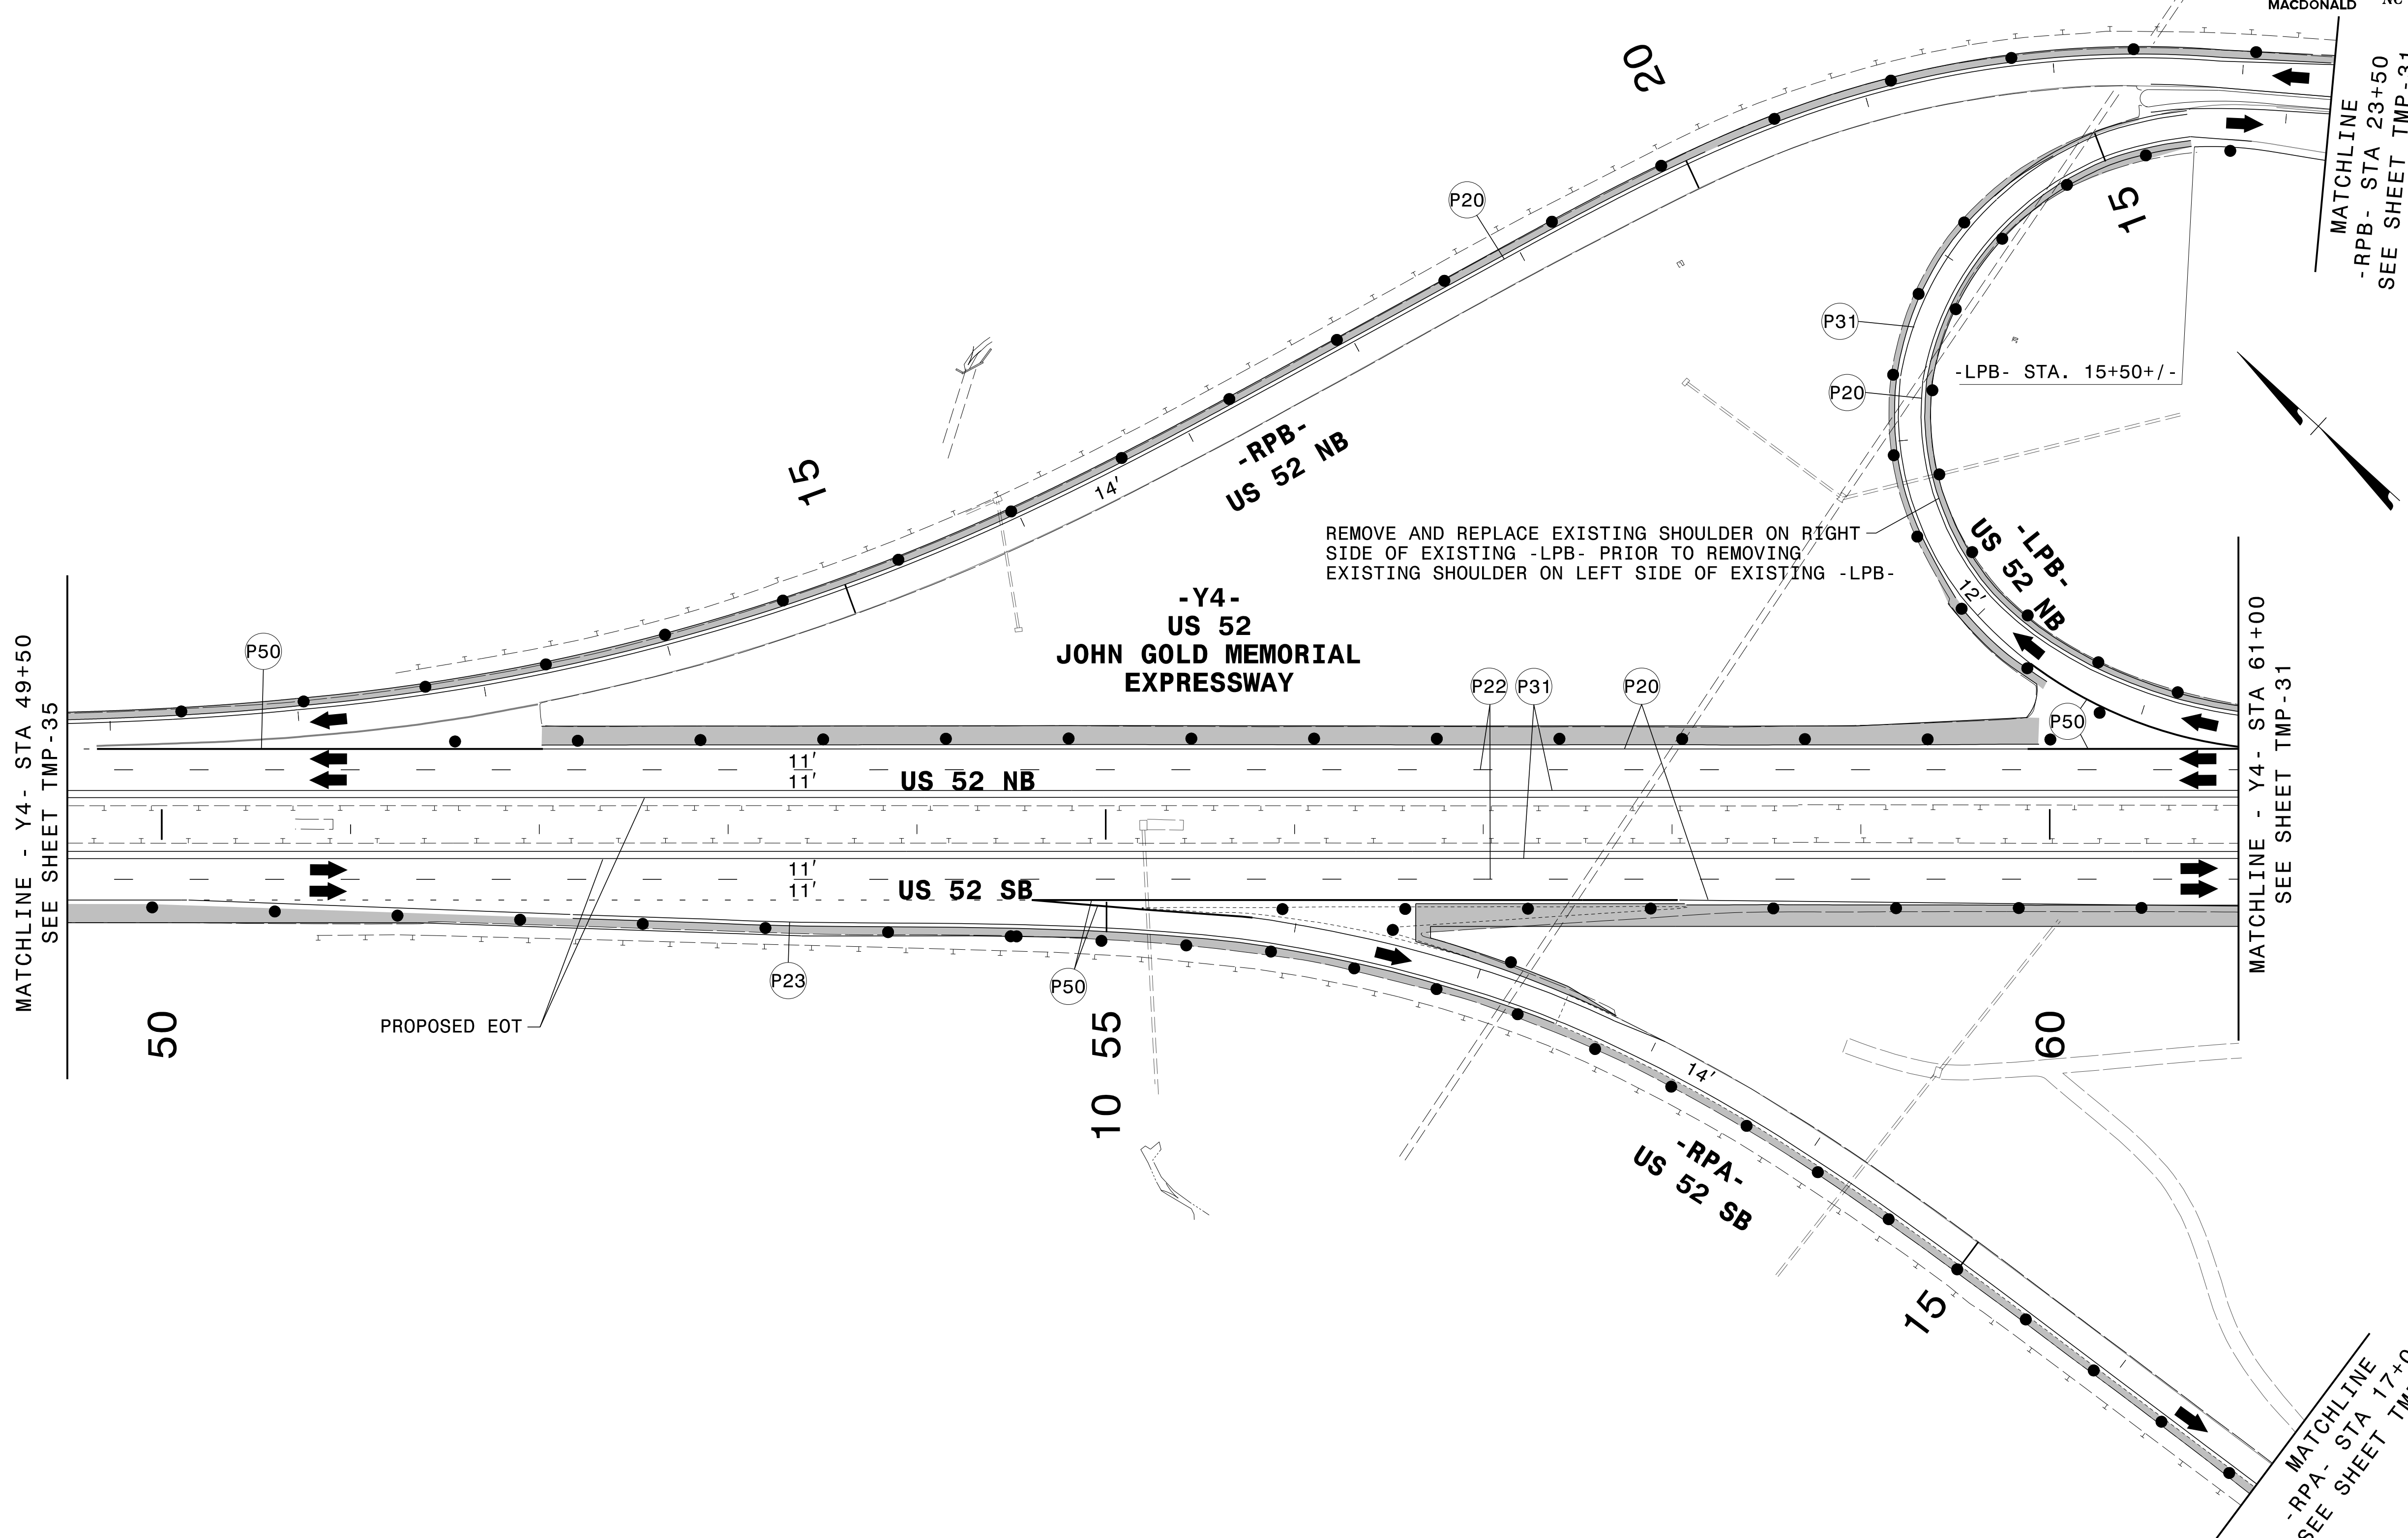 MACDONALD
20
MATCHLINE
-RPB- STA 23+50
SEE SHEET TMP-31
P20
15
P31
P20
-LPB- STA. 15+50+/-
15
-RPB-
US 52 NB
14'
REMOVE AND REPLACE EXISTING SHOULDER ON RIGHT
SIDE OF EXISTING -LPB- PRIOR TO REMOVING
EXISTING SHOULDER ON LEFT SIDE OF EXISTING -LPB-
-LPB-
US 52 NB
12'
-Y4-
US 52
JOHN GOLD MEMORIAL
EXPRESSWAY
MATCHLINE - Y4- STA 49+50
SEE SHEET TMP-35
P50
P22
P31
P20
P50
MATCHLINE - Y4- STA 61+00
SEE SHEET TMP-31
11'
11'
US 52 NB
11'
11'
US 52 SB
P23
P50
PROPOSED EOT
50
55
60
10
14'
-RPA-
US 52 SB
15
MATCHLINE
-RPA- STA 17+0
SEE SHEET